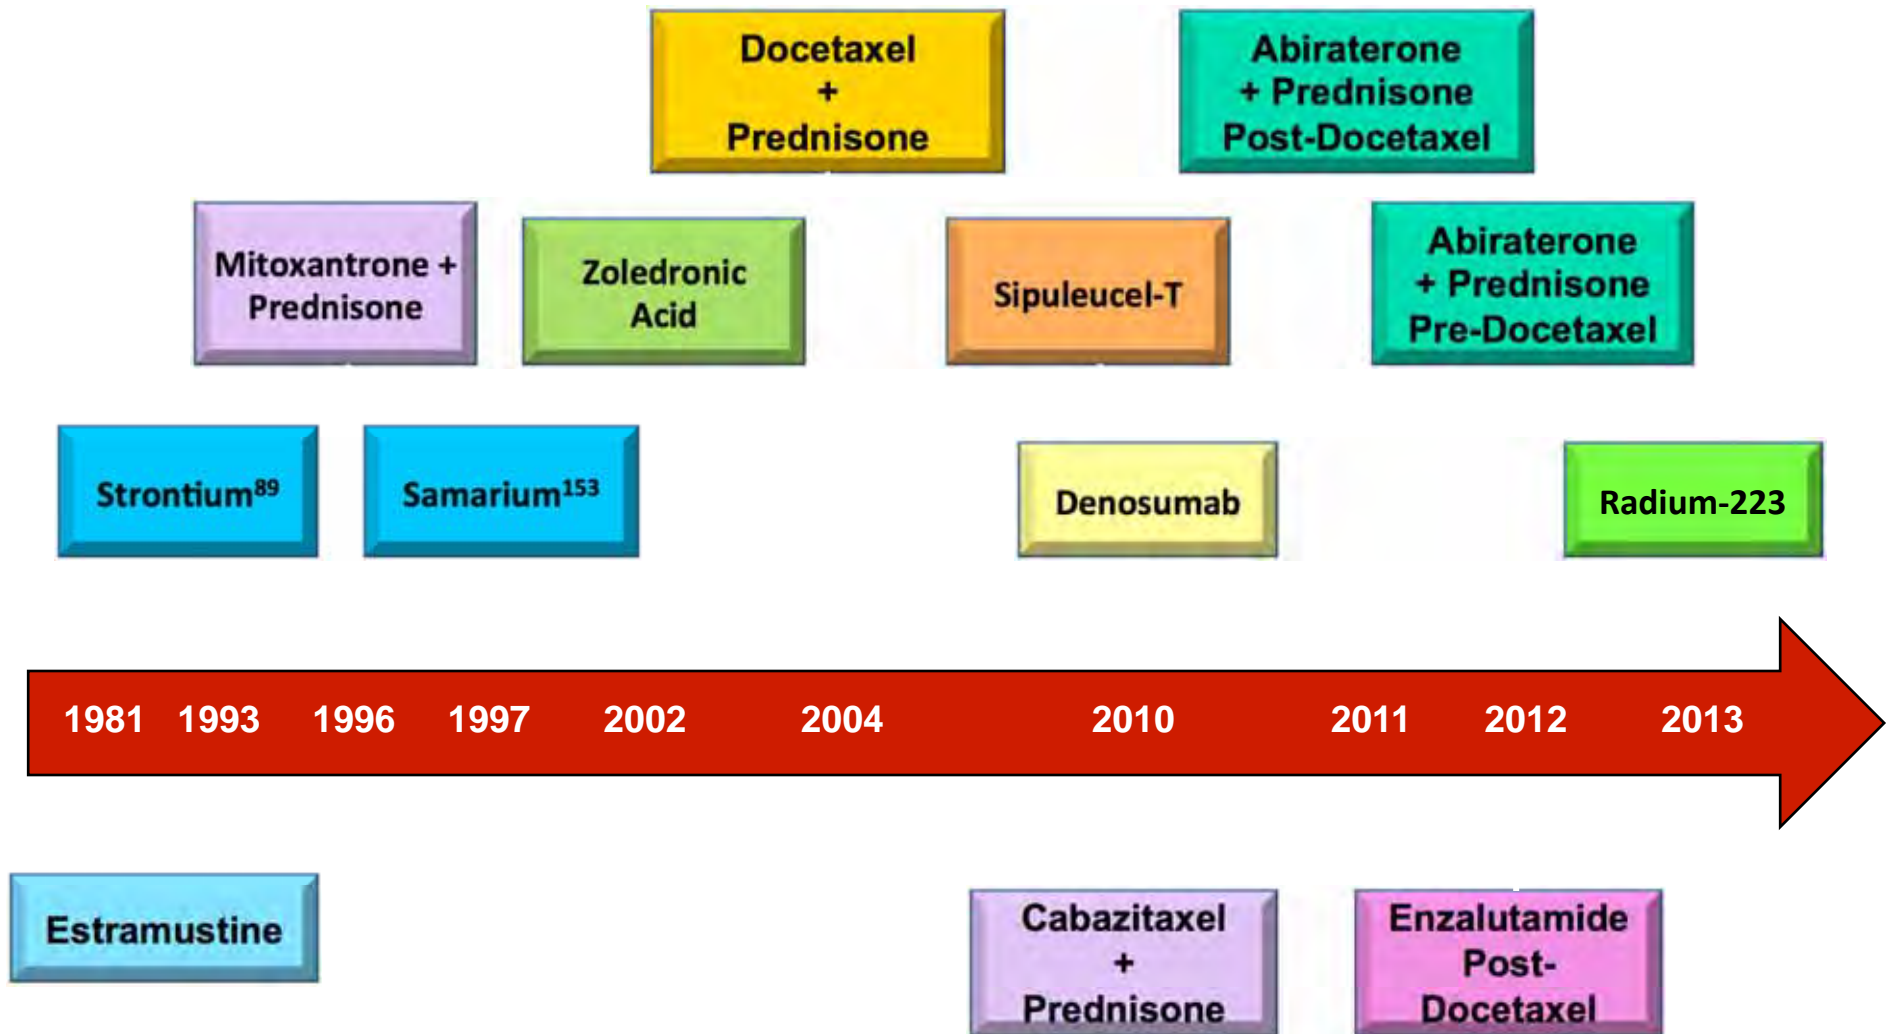 Docetaxel
+
Prednisone
Abiraterone
+ Prednisone
Post-Docetaxel
Mitoxantrone +
Prednisone
Zoledronic
Acid
Sipuleucel-T
Abiraterone
+ Prednisone
Pre-Docetaxel
Strontium⁸⁹
Samarium¹⁵³
Denosumab
Radium-223
1981 1993 1996 1997 2002 2004 2010 2011 2012 2013
Estramustine
Cabazitaxel
+
Prednisone
Enzalutamide
Post-
Docetaxel